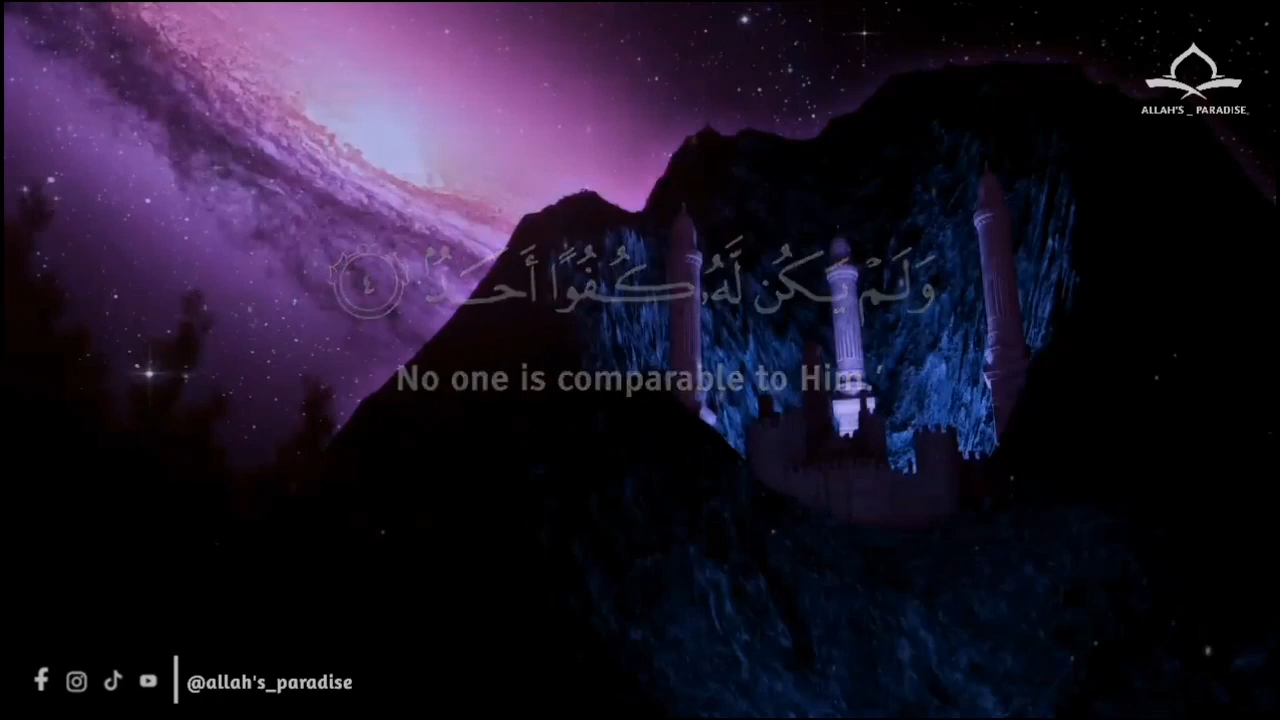 ALLAH'S _ PARADISE
وَلَمْ يَكُن لَّهُۥ كُفُوًا أَحَدٌۢ ٤
No one is comparable to Him.'
@allah's_paradise